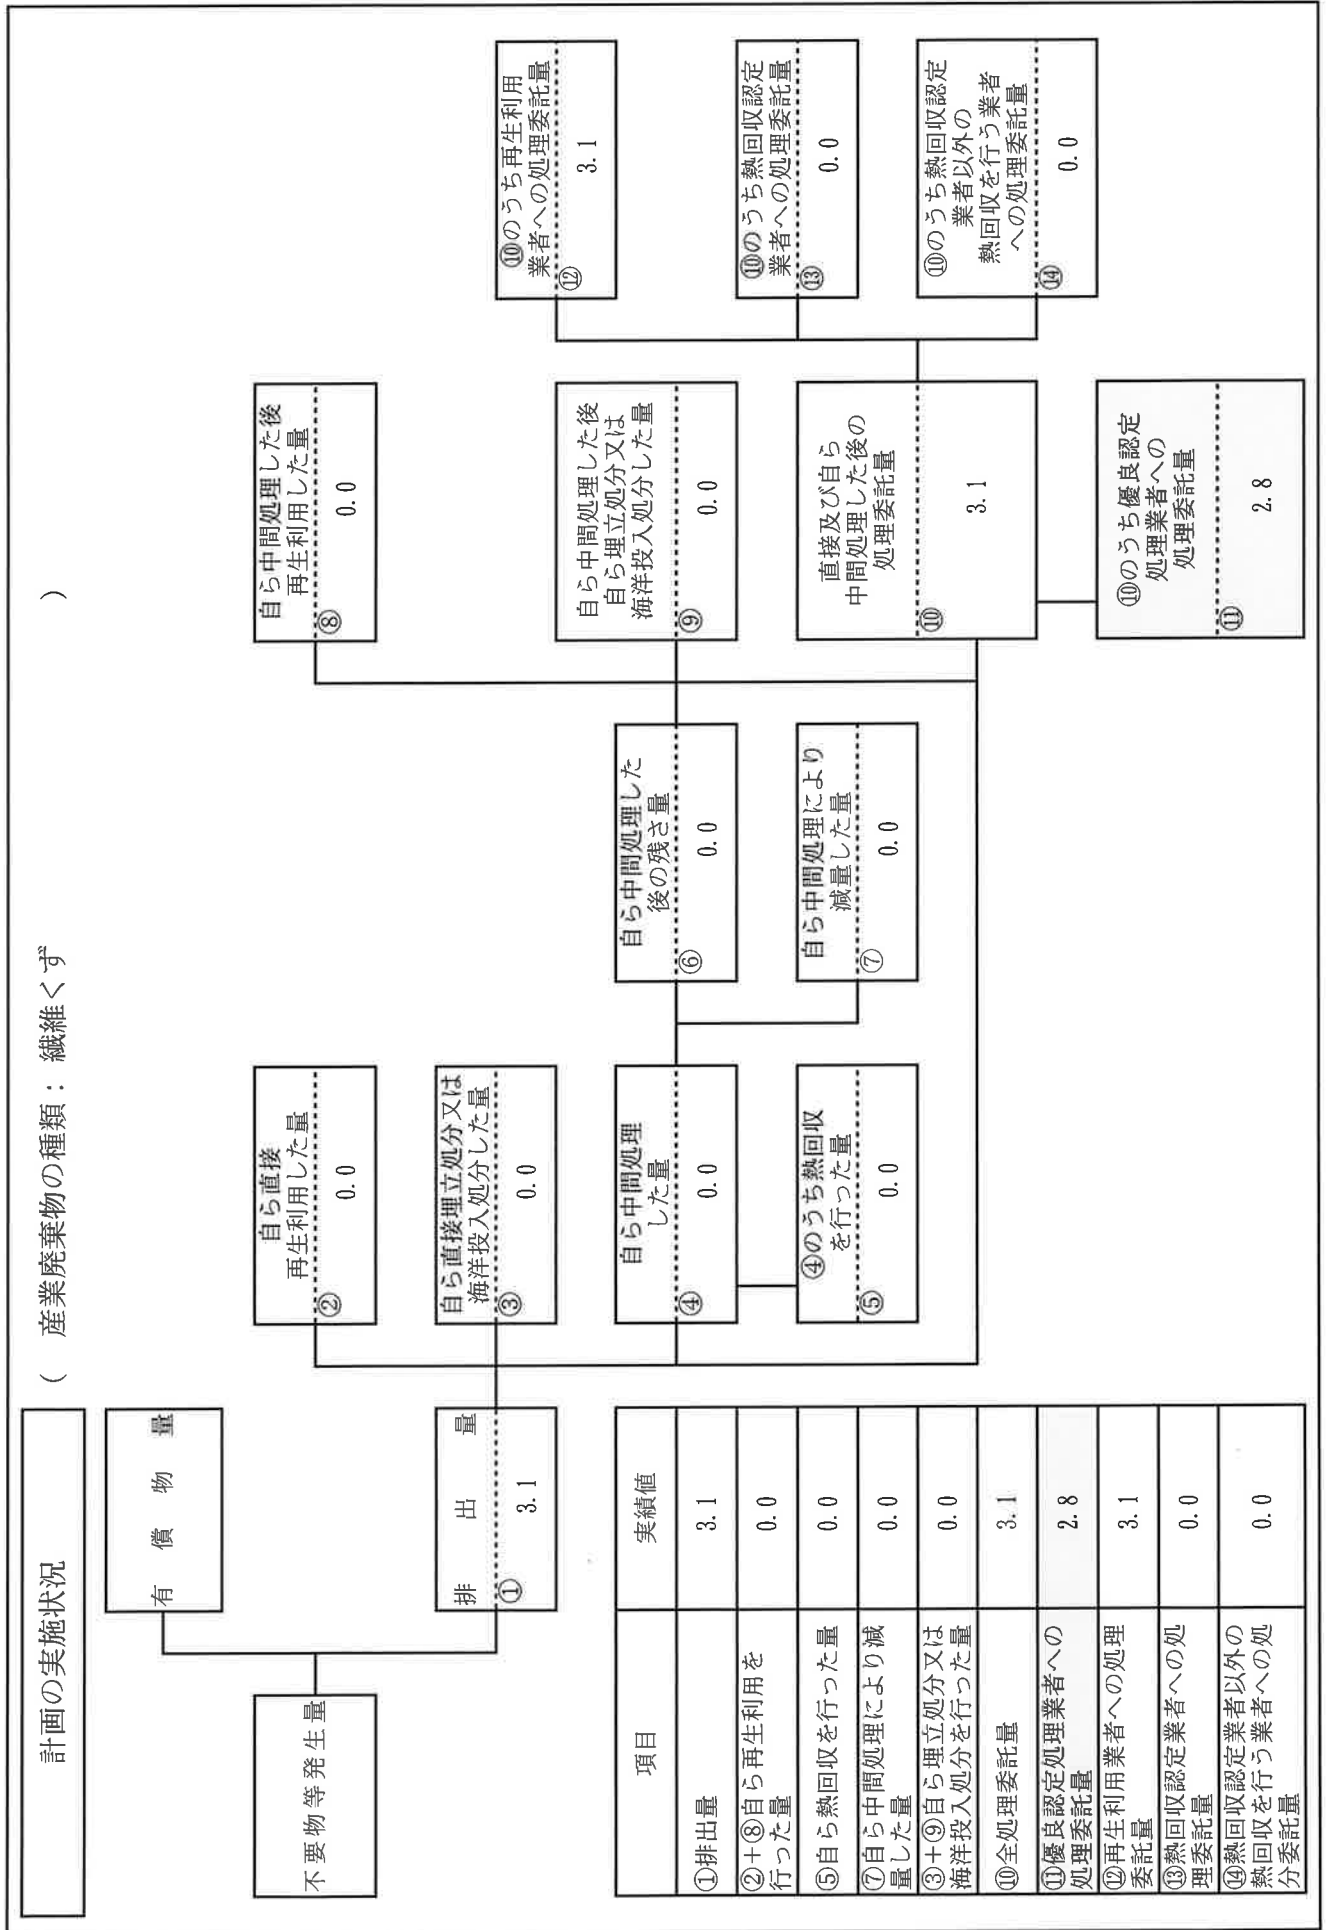 計画の実施状況
( 産業廃棄物の種類：繊維くず )
不要物等発生量
有償物量
排出量
①
3.1
自ら直接
再生利用した量
②
0.0
自ら直接埋立処分又は
海洋投入処分した量
③
0.0
自ら中間処理
した量
④
0.0
④のうち熱回収
を行った量
⑤
0.0
自ら中間処理した
後の残さ量
⑥
0.0
自ら中間処理により
減量した量
⑦
0.0
自ら中間処理した後
再生利用した量
⑧
0.0
自ら中間処理した後
自ら埋立処分又は
海洋投入処分した量
⑨
0.0
直接及び自ら
中間処理した後の
処理委託量
⑩
3.1
⑩のうち優良認定
処理業者への
処理委託量
⑪
2.8
⑩のうち再生利用
業者への処理委託量
⑫
3.1
⑩のうち熱回収認定
業者への処理委託量
⑬
0.0
⑩のうち熱回収認定
業者以外の
熱回収を行う業者
への処理委託量
⑭
0.0
項目 実績値
①排出量 3.1
②＋⑧自ら再生利用を
行った量 0.0
⑤自ら熱回収を行った量 0.0
⑦自ら中間処理により減
量した量 0.0
③＋⑨自ら埋立処分又は
海洋投入処分を行った量 0.0
⑩全処理委託量 3.1
⑪優良認定処理業者への
処理委託量 2.8
⑫再生利用業者への処理
委託量 3.1
⑬熱回収認定業者への処
理委託量 0.0
⑭熱回収認定業者以外の
熱回収を行う業者への処
分委託量 0.0